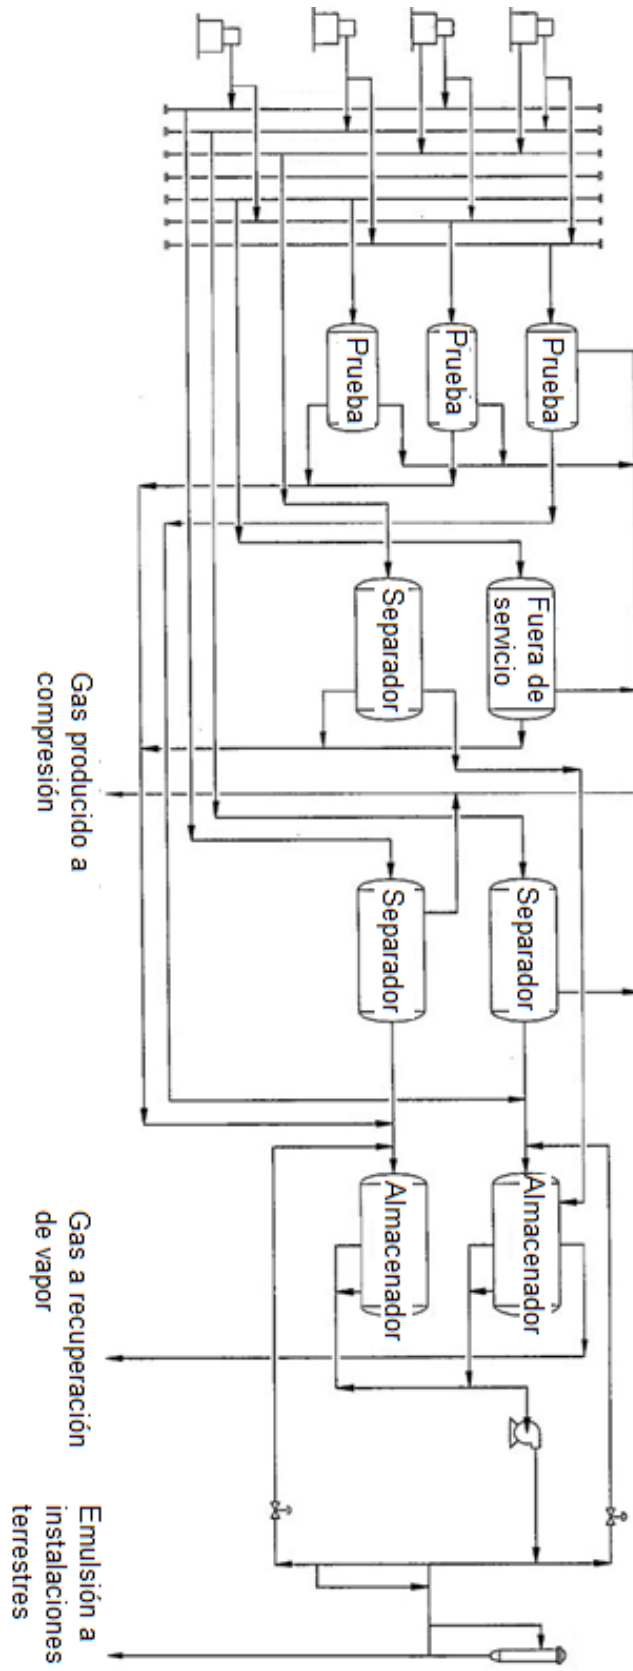 Prueba
Prueba
Prueba
Fuera de
servicio
Separador
Gas producido a
compresión
Separador
Separador
Almacenador
Almacenador
Gas a recuperación
de vapor
Emulsión a
instalaciones
terrestres